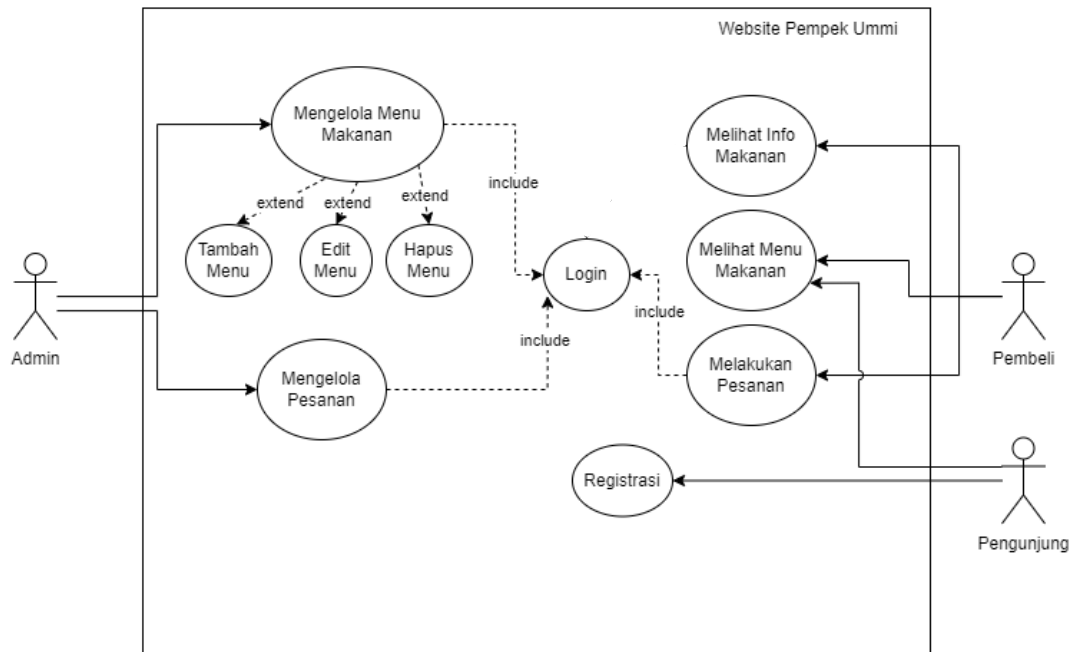 Website Pempek Ummi
Mengelola Menu
Makanan
Melihat Info
Makanan
include
extend
extend
extend
Tambah
Menu
Edit
Menu
Hapus
Menu
Login
Melihat Menu
Makanan
include
include
Admin
Pembeli
Mengelola
Pesanan
Melakukan
Pesanan
Registrasi
Pengunjung